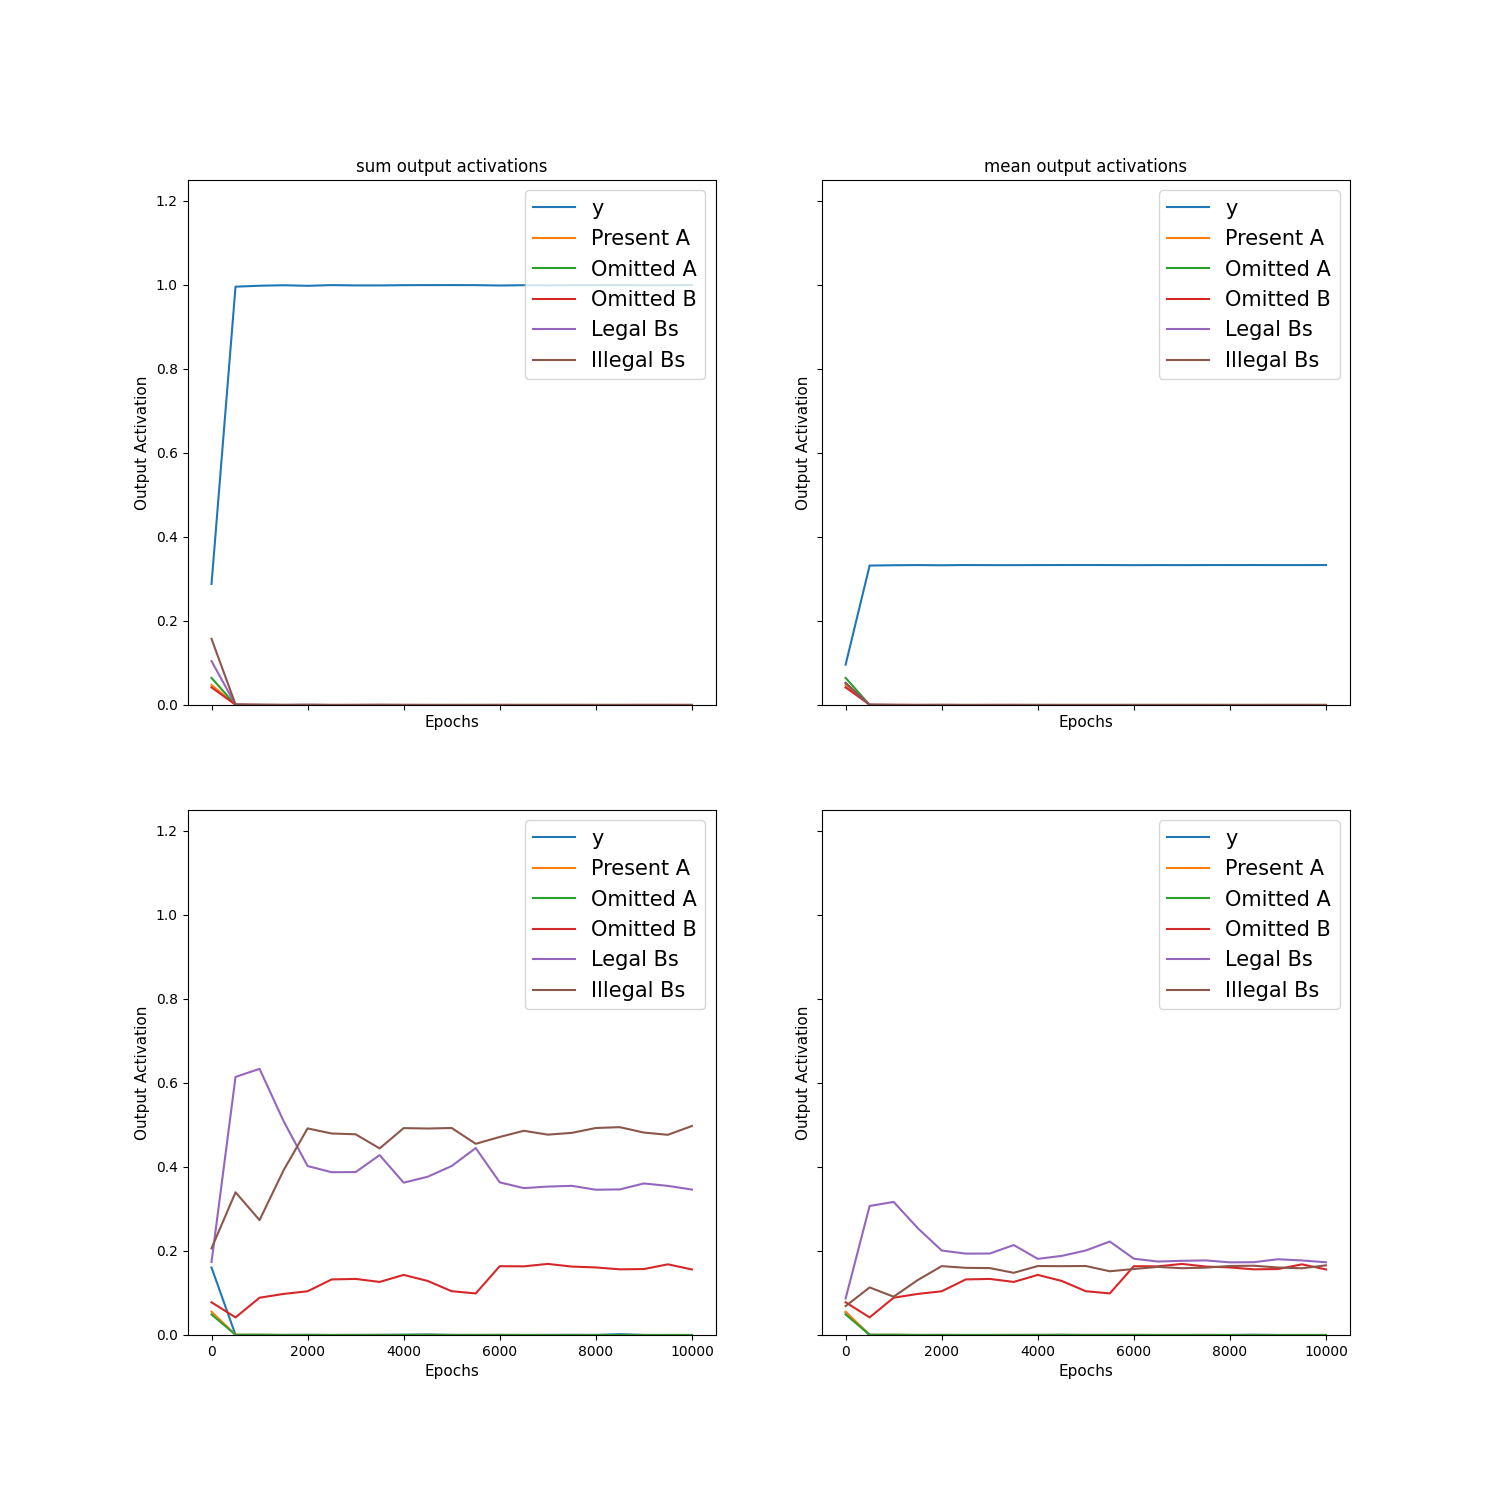 sum output activations
mean output activations
1.2
1.0
0.8
0.6
0.4
0.2
0.0
Output Activation
y
Present A
Omitted A
Omitted B
Legal Bs
Illegal Bs
Epochs
Output Activation
y
Present A
Omitted A
Omitted B
Legal Bs
Illegal Bs
Epochs
1.2
1.0
0.8
0.6
0.4
0.2
0.0
Output Activation
y
Present A
Omitted A
Omitted B
Legal Bs
Illegal Bs
0 2000 4000 6000 8000 10000
Epochs
Output Activation
y
Present A
Omitted A
Omitted B
Legal Bs
Illegal Bs
0 2000 4000 6000 8000 10000
Epochs